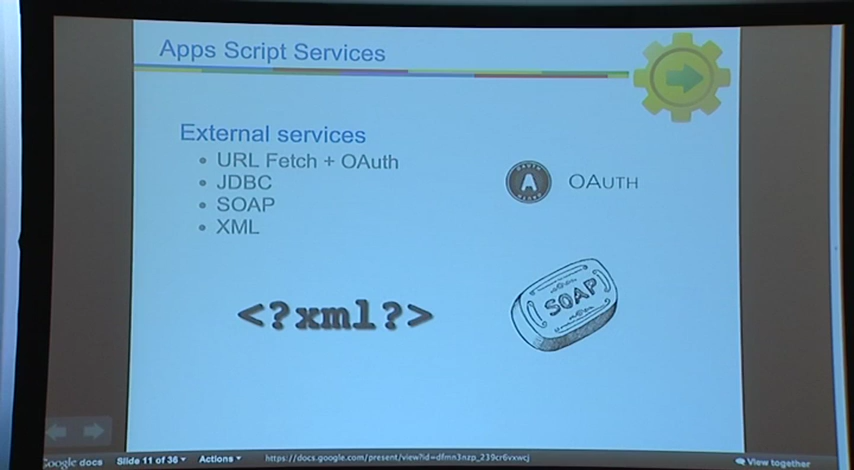 Apps Script Services
External services
• URL Fetch + OAuth
• JDBC
• SOAP
• XML
A
OAUTH
<?xml?>
SOAP
Google docs
Slide 11 of 36
Actions
https://docs.google.com/present/view?id=dfmn3nzp_239cr6vxwcj
View together